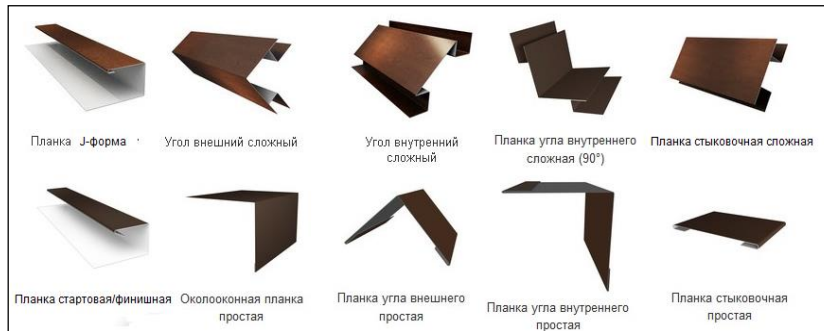 Планка J-форма
Угол внешний сложный
Угол внутренний
сложный
Планка угла внутреннего
сложная (90°)
Планка стыковочная сложная
Планка стартовая/финишная
Околооконная планка
простая
Планка угла внешнего
простая
Планка угла внутреннего
простая
Планка стыковочная
простая